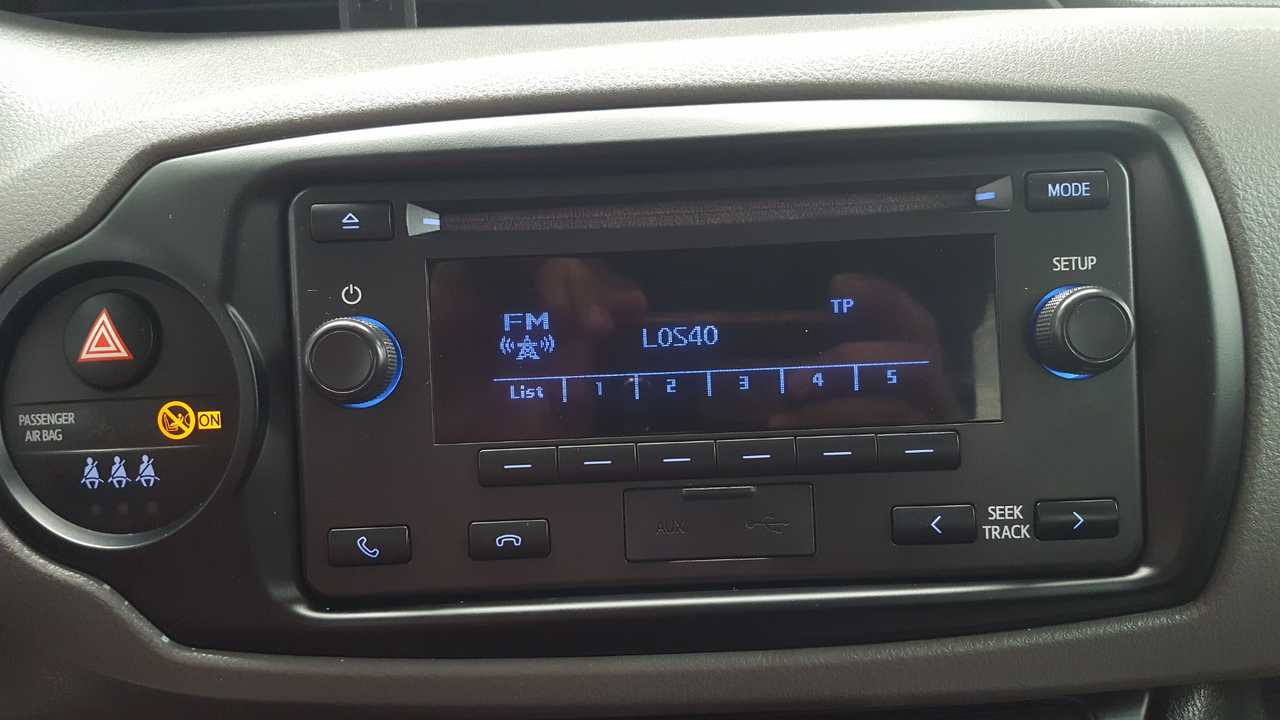 MODE
SETUP
FM
LOS40
TP
List 1 2 3 4 5
PASSENGER
AIR BAG
ON
AUX
SEEK
TRACK